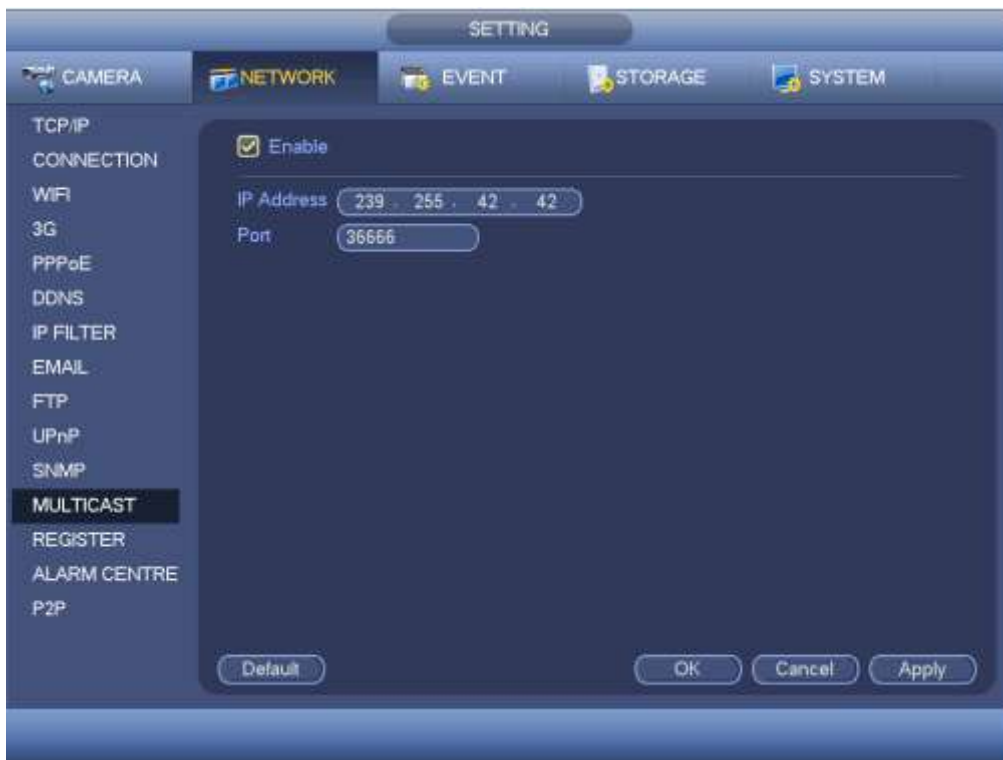 SETTING
CAMERA NETWORK EVENT STORAGE SYSTEM
TCP/IP
CONNECTION
WIFI
3G
PPPoE
DDNS
IP FILTER
EMAIL
FTP
UPnP
SNMP
MULTICAST
REGISTER
ALARM CENTRE
P2P
Enable
IP Address 239 . 255 . 42 . 42
Port 36666
Default OK Cancel Apply